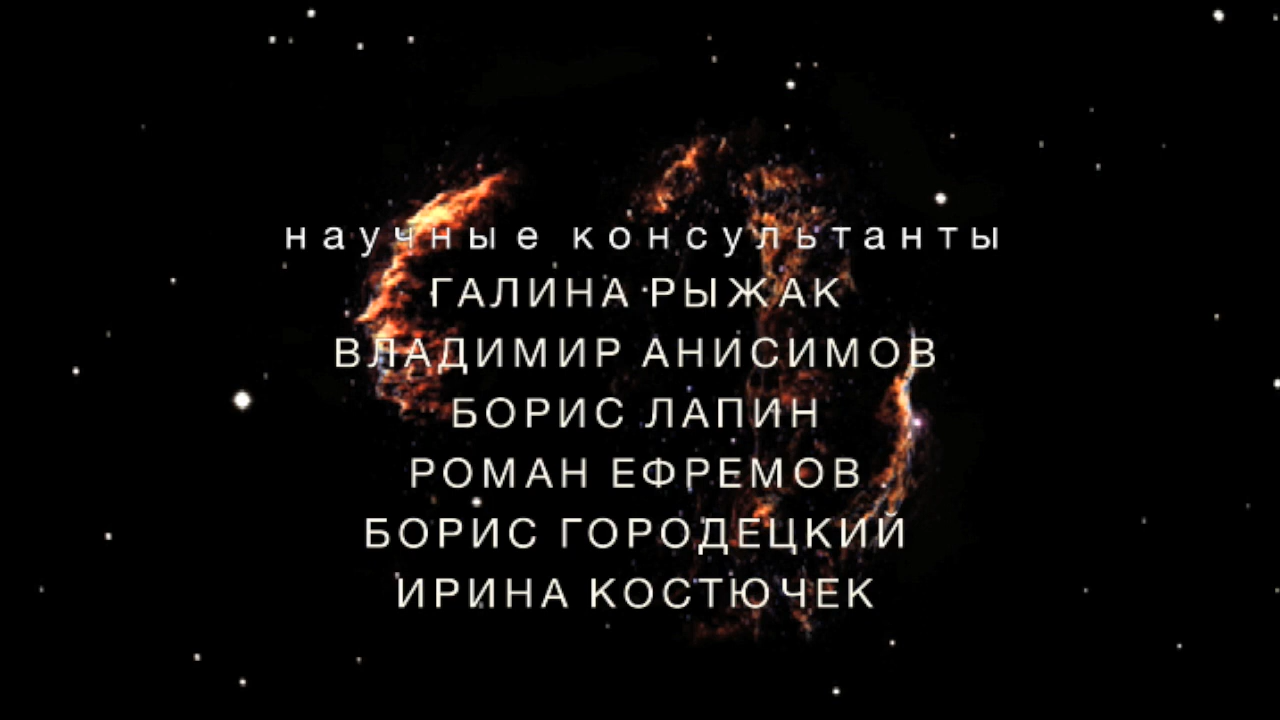 научные консультанты
ГАЛИНА РЫЖАК
ВЛАДИМИР АНИСИМОВ
БОРИС ЛАПИН
РОМАН ЕФРЕМОВ
БОРИС ГОРОДЕЦКИЙ
ИРИНА КОСТЮЧЕК